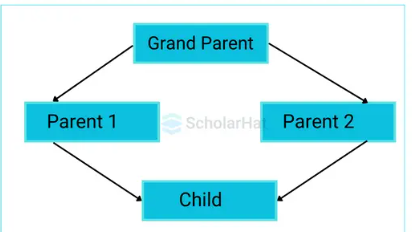 Grand Parent
Parent 1
ScholarHat
Parent 2
Child